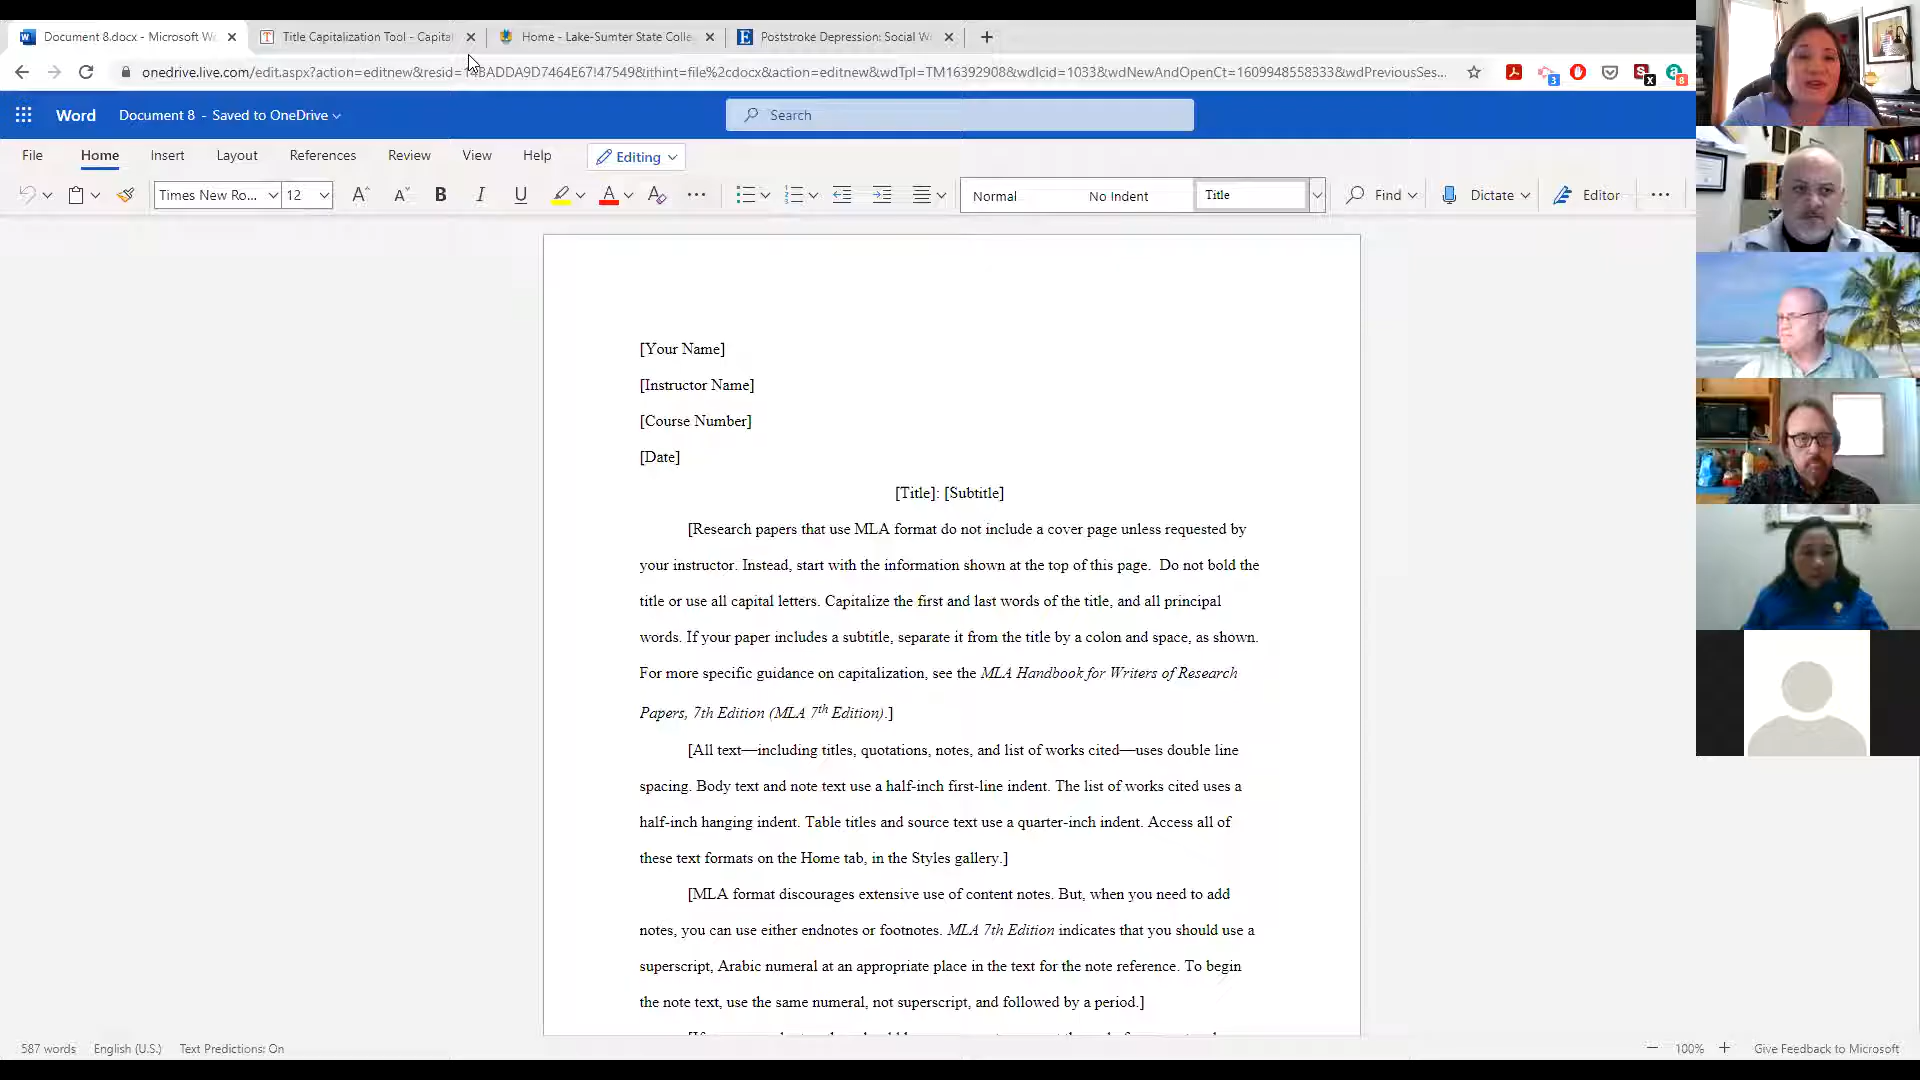 Document 8.docx - Microsoft W
Title Capitalization Tool - Capital
Home - Lake-Sumter State Colle
Poststroke Depression: Social W
Word
Document 8 - Saved to OneDrive
Search
File
Home
Insert
Layout
References
Review
View
Help
Editing
Times New Ro...
12
Normal
No Indent
Title
Find
Dictate
Editor
[Your Name]
[Instructor Name]
[Course Number]
[Date]
[Title]: [Subtitle]
[Research papers that use MLA format do not include a cover page unless requested by
your instructor. Instead, start with the information shown at the top of this page. Do not bold the
title or use all capital letters. Capitalize the first and last words of the title, and all principal
words. If your paper includes a subtitle, separate it from the title by a colon and space, as shown.
For more specific guidance on capitalization, see the MLA Handbook for Writers of Research
Papers, 7th Edition (MLA 7th Edition).]
[All text—including titles, quotations, notes, and list of works cited—uses double line
spacing. Body text and note text use a half-inch first-line indent. The list of works cited uses a
half-inch hanging indent. Table titles and source text use a quarter-inch indent. Access all of
these text formats on the Home tab, in the Styles gallery.]
[MLA format discourages extensive use of content notes. But, when you need to add
notes, you can use either endnotes or footnotes. MLA 7th Edition indicates that you should use a
superscript, Arabic numeral at an appropriate place in the text for the note reference. To begin
the note text, use the same numeral, not superscript, and followed by a period.]
587 words
English (U.S.)
Text Predictions: On
100%
Give Feedback to Microsoft